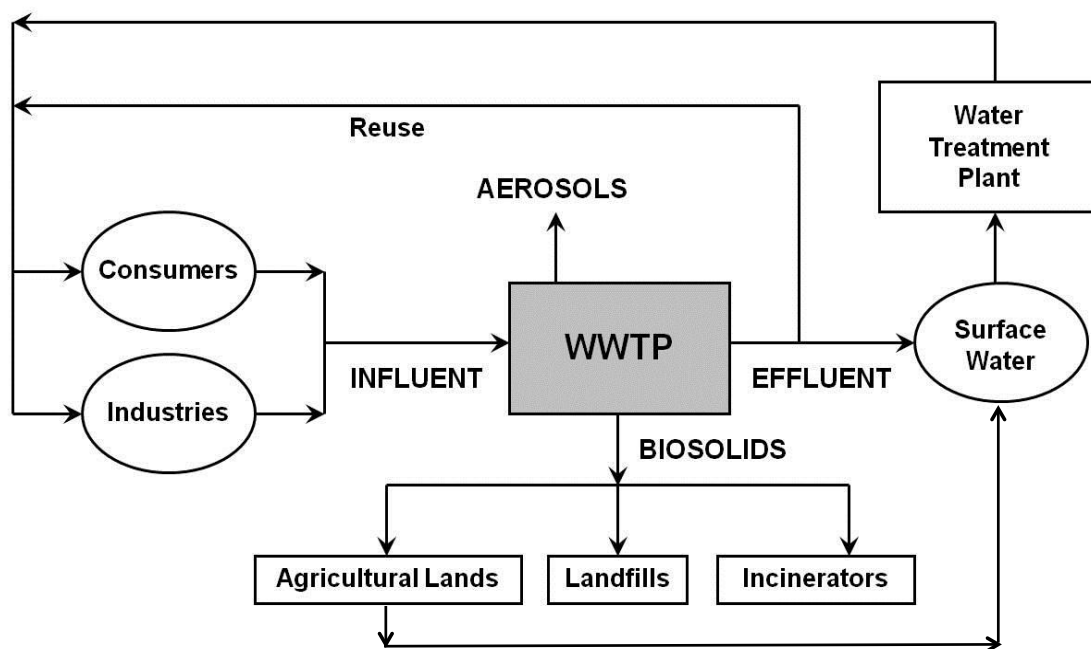 Water
Treatment
Plant
Reuse
AEROSOLS
Consumers
WWTP
Surface
Water
INFLUENT
EFFLUENT
Industries
BIOSOLIDS
Agricultural Lands
Landfills
Incinerators